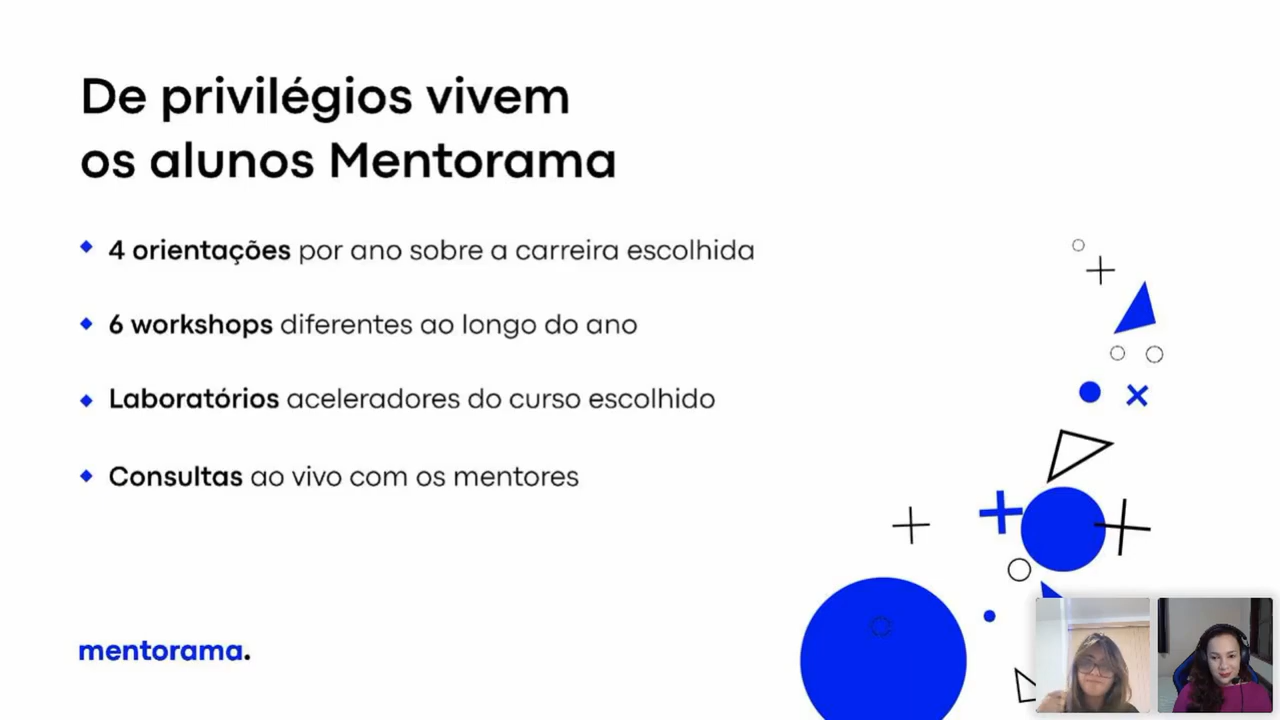 De privilégios vivem
os alunos Mentorama
4 orientações por ano sobre a carreira escolhida
6 workshops diferentes ao longo do ano
Laboratórios aceleradores do curso escolhido
Consultas ao vivo com os mentores
mentorama.